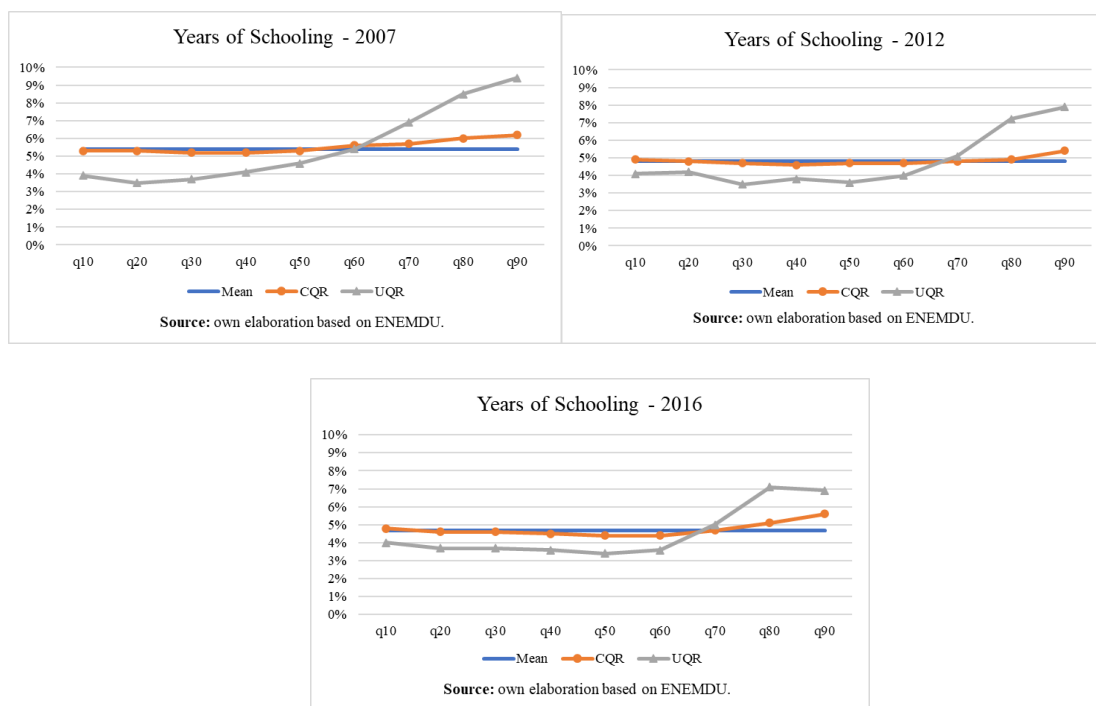 Years of Schooling - 2007
10%
9%
8%
7%
6%
5%
4%
3%
2%
1%
0%
q10 q20 q30 q40 q50 q60 q70 q80 q90
Mean CQR UQR
Source: own elaboration based on ENEMDU.
Years of Schooling - 2012
10%
9%
8%
7%
6%
5%
4%
3%
2%
1%
0%
q10 q20 q30 q40 q50 q60 q70 q80 q90
Mean CQR UQR
Source: own elaboration based on ENEMDU.
Years of Schooling - 2016
10%
9%
8%
7%
6%
5%
4%
3%
2%
1%
0%
q10 q20 q30 q40 q50 q60 q70 q80 q90
Mean CQR UQR
Source: own elaboration based on ENEMDU.